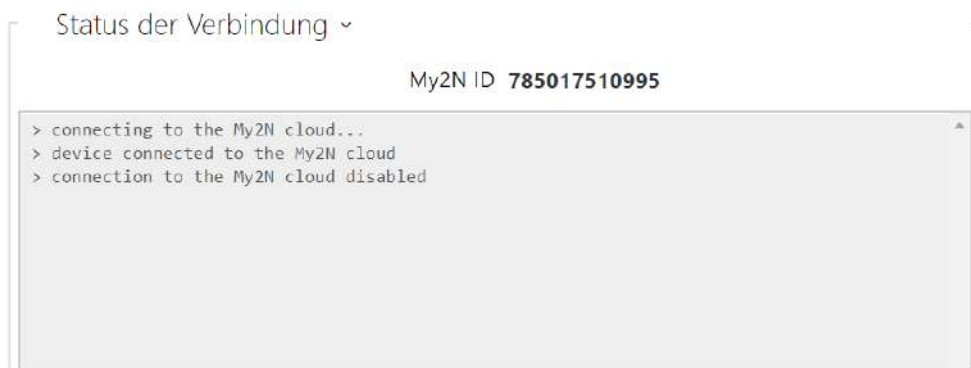 Status der Verbindung
My2N ID 785017510995
> connecting to the My2N cloud...
> device connected to the My2N cloud
> connection to the My2N cloud disabled